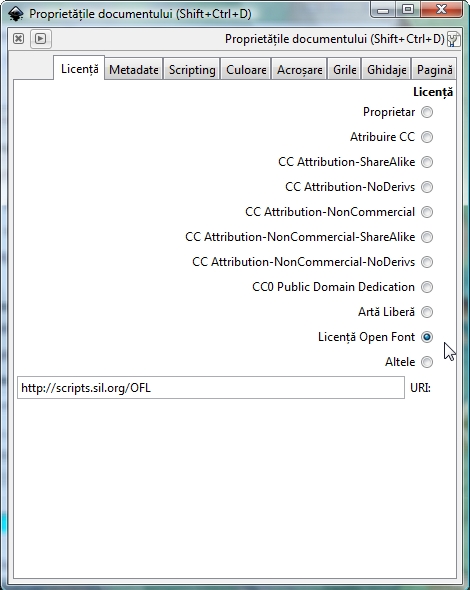 Proprietățile documentului (Shift+Ctrl+D)
Proprietățile documentului (Shift+Ctrl+D)
Licență Metadate Scripting Culoare Acroșare Grile Ghidaje Pagină
Licență
Proprietar
Atribuire CC
CC Attribution-ShareAlike
CC Attribution-NoDerivs
CC Attribution-NonCommercial
CC Attribution-NonCommercial-ShareAlike
CC Attribution-NonCommercial-NoDerivs
CC0 Public Domain Dedication
Artă Liberă
Licență Open Font
Altele
http://scripts.sil.org/OFL URI: